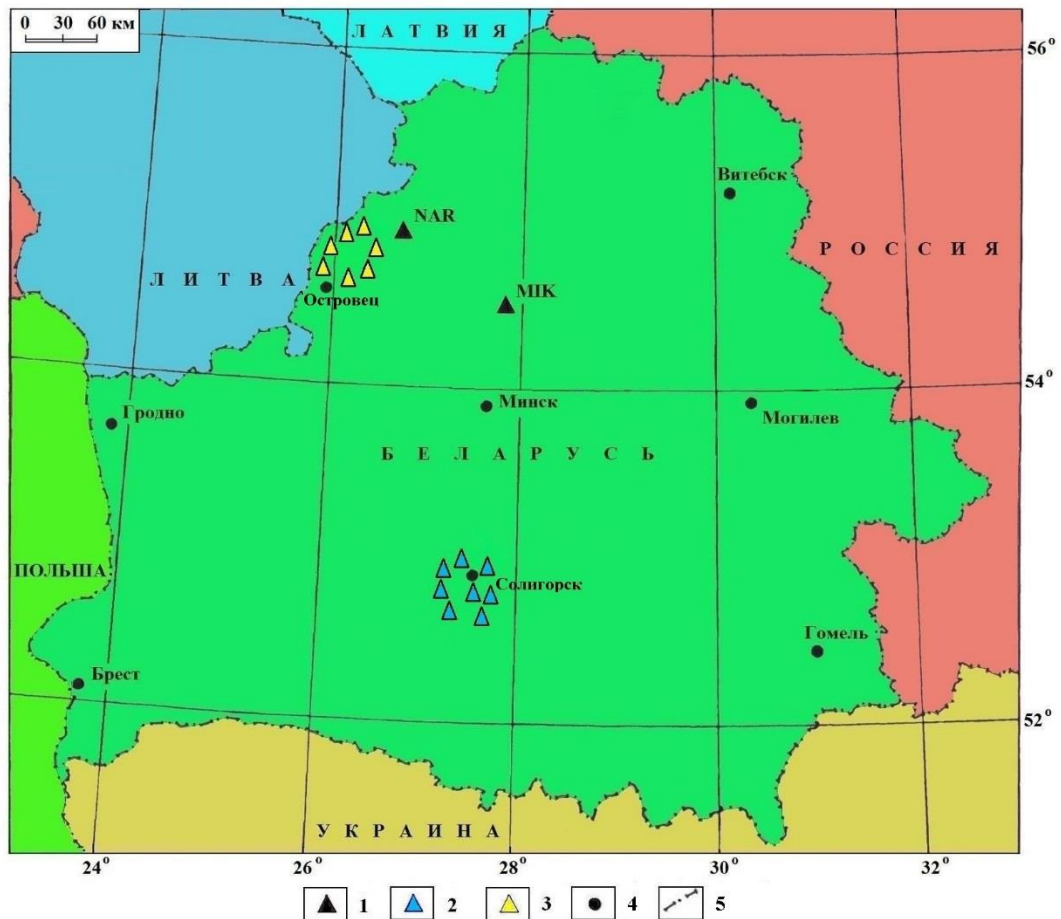 0 30 60 км
Л А Т В И Я
56°
Витебск
NAR
Р О С С И Я
Л И Т В А
Островец
MIK
54°
Гродно
Минск
Могилев
Б Е Л А Р У С Ь
ПОЛЬША
Солигорск
Гомель
Брест
52°
У К Р А И Н А
24° 26° 28° 30° 32°
1 2 3 4 5